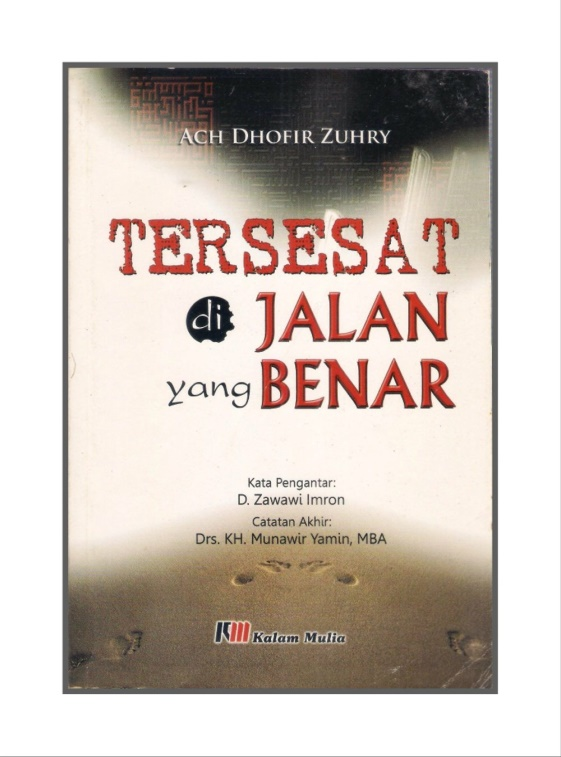 ACH DHOFIR ZUHRY
TERSESAT
di JALAN
yang BENAR
Kata Pengantar:
D. Zawawi Imron
Catatan Akhir:
Drs. KH. Munawir Yamin, MBA
KM Kalam Mulia